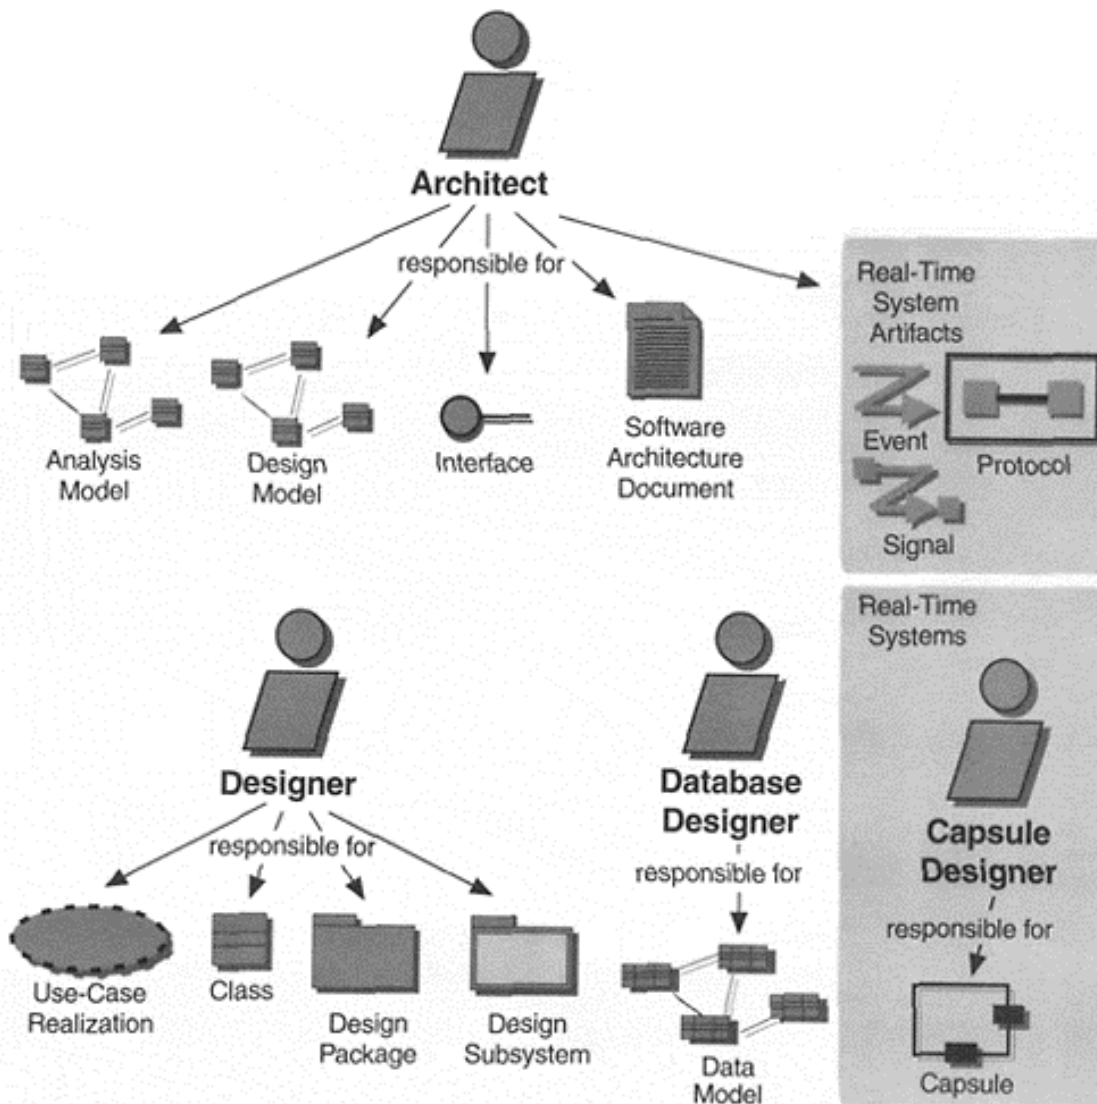 Architect
responsible for
Real-Time
System
Artifacts
Analysis
Model
Design
Model
Interface
Software
Architecture
Document
Event
Protocol
Signal
Real-Time
Systems
Designer
responsible for
Database
Designer
responsible for
Capsule
Designer
responsible for
Use-Case
Realization
Class
Design
Package
Design
Subsystem
Data
Model
Capsule